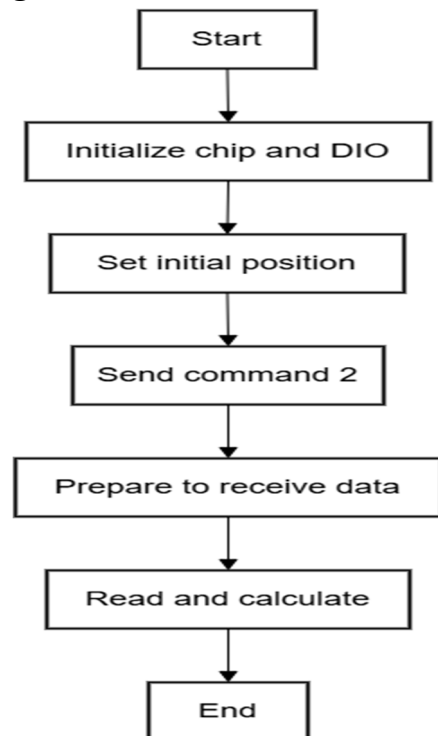 Start
Initialize chip and DIO
Set initial position
Send command 2
Prepare to receive data
Read and calculate
End